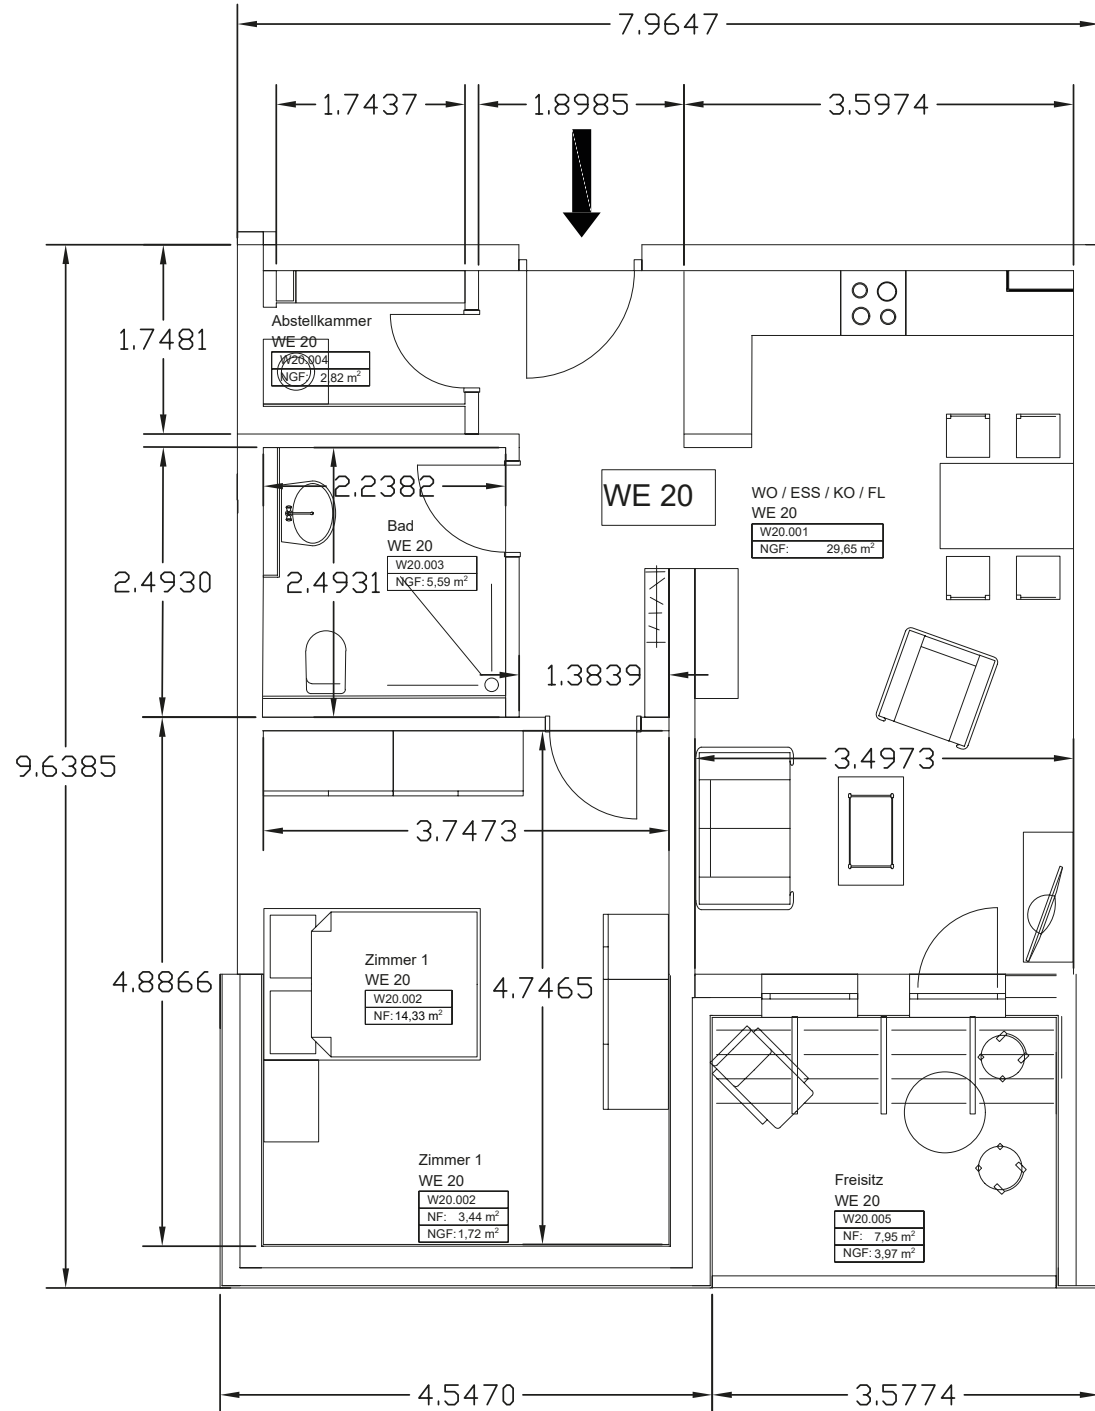 7.9647
1.7437
1.8985
3.5974
1.7481
Abstellkammer
WE 20
W20.004
NGF: 2,82 m²
2.2382
WE 20
WO / ESS / KO / FL
WE 20
W20.001
NGF: 29,65 m²
Bad
WE 20
W20.003
NGF: 5,59 m²
2.4930
2.4931
1.3839
9.6385
3.4973
3.7473
Zimmer 1
WE 20
W20.002
NF: 14,33 m²
4.8866
4.7465
Zimmer 1
WE 20
W20.002
NF: 3,44 m²
NGF: 1,72 m²
Freisitz
WE 20
W20.005
NF: 7,95 m²
NGF: 3,97 m²
4.5470
3.5774